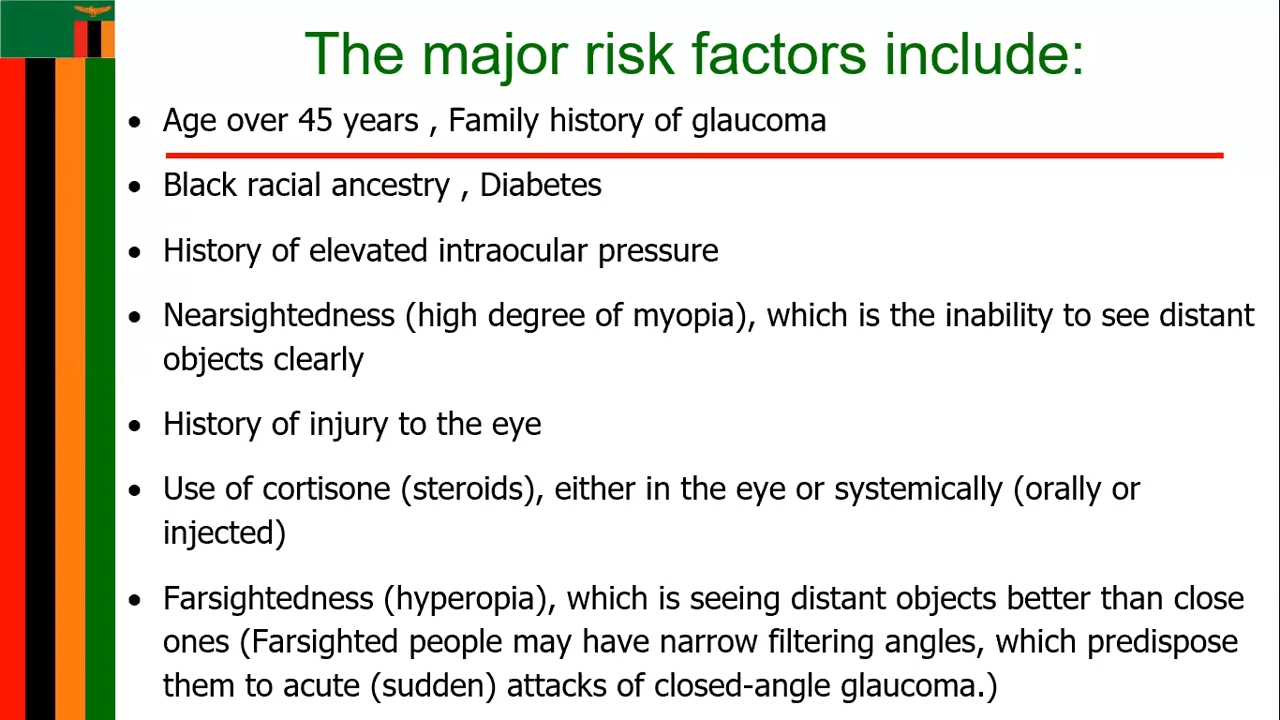 The major risk factors include:
• Age over 45 years , Family history of glaucoma
• Black racial ancestry , Diabetes
• History of elevated intraocular pressure
• Nearsightedness (high degree of myopia), which is the inability to see distant
objects clearly
• History of injury to the eye
• Use of cortisone (steroids), either in the eye or systemically (orally or
injected)
• Farsightedness (hyperopia), which is seeing distant objects better than close
ones (Farsighted people may have narrow filtering angles, which predispose
them to acute (sudden) attacks of closed-angle glaucoma.)